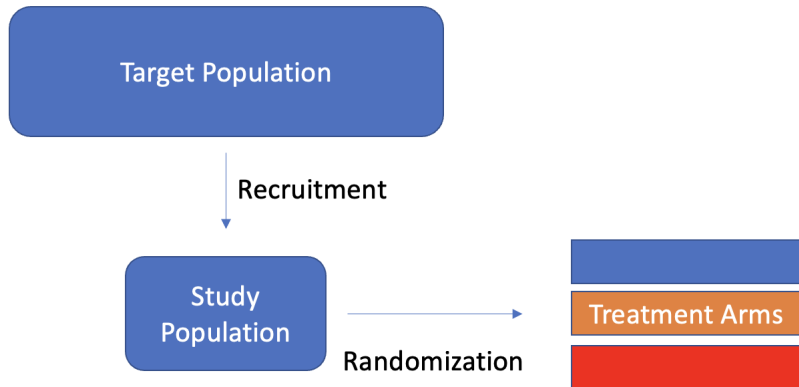 Target Population
Recruitment
Study
Population
Randomization
Treatment Arms